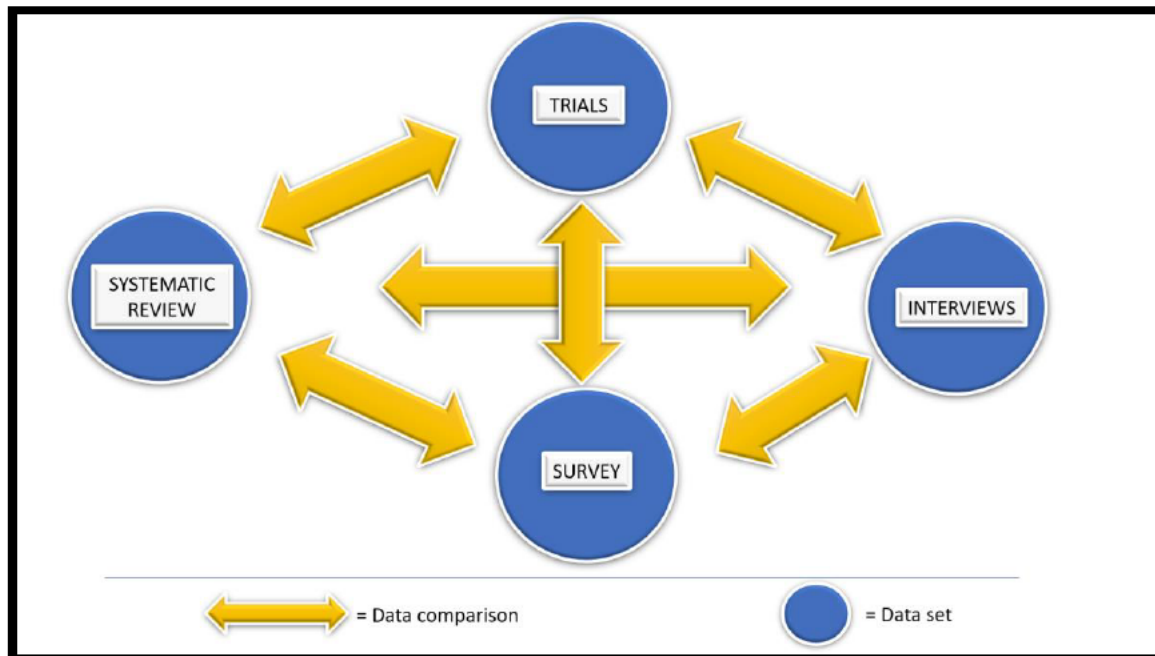 TRIALS
SYSTEMATIC
REVIEW
INTERVIEWS
SURVEY
= Data comparison
= Data set